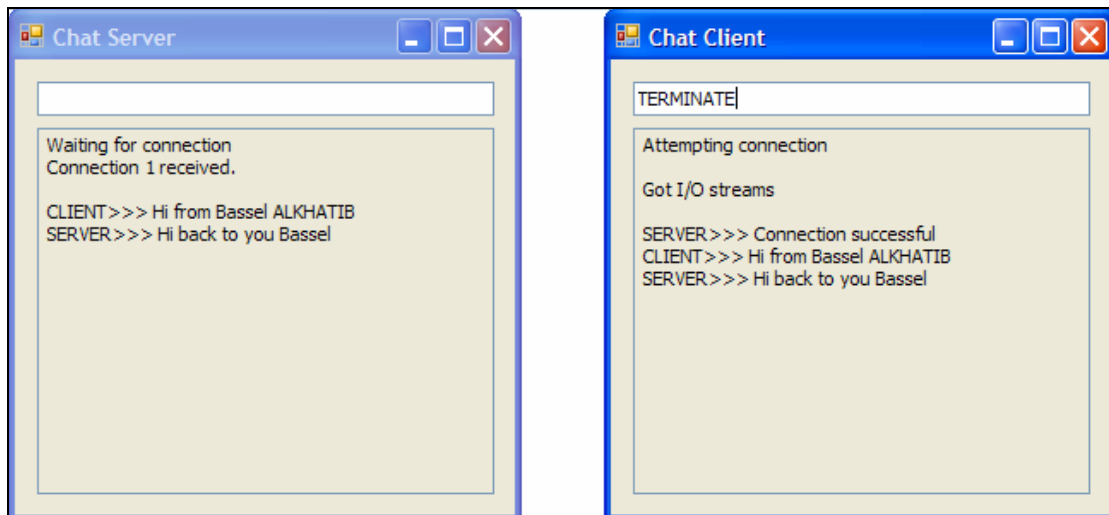 Chat Server
Waiting for connection
Connection 1 received.
CLIENT>>> Hi from Bassel ALKHATIB
SERVER>>> Hi back to you Bassel
Chat Client
TERMINATE
Attempting connection
Got I/O streams
SERVER>>> Connection successful
CLIENT>>> Hi from Bassel ALKHATIB
SERVER>>> Hi back to you Bassel